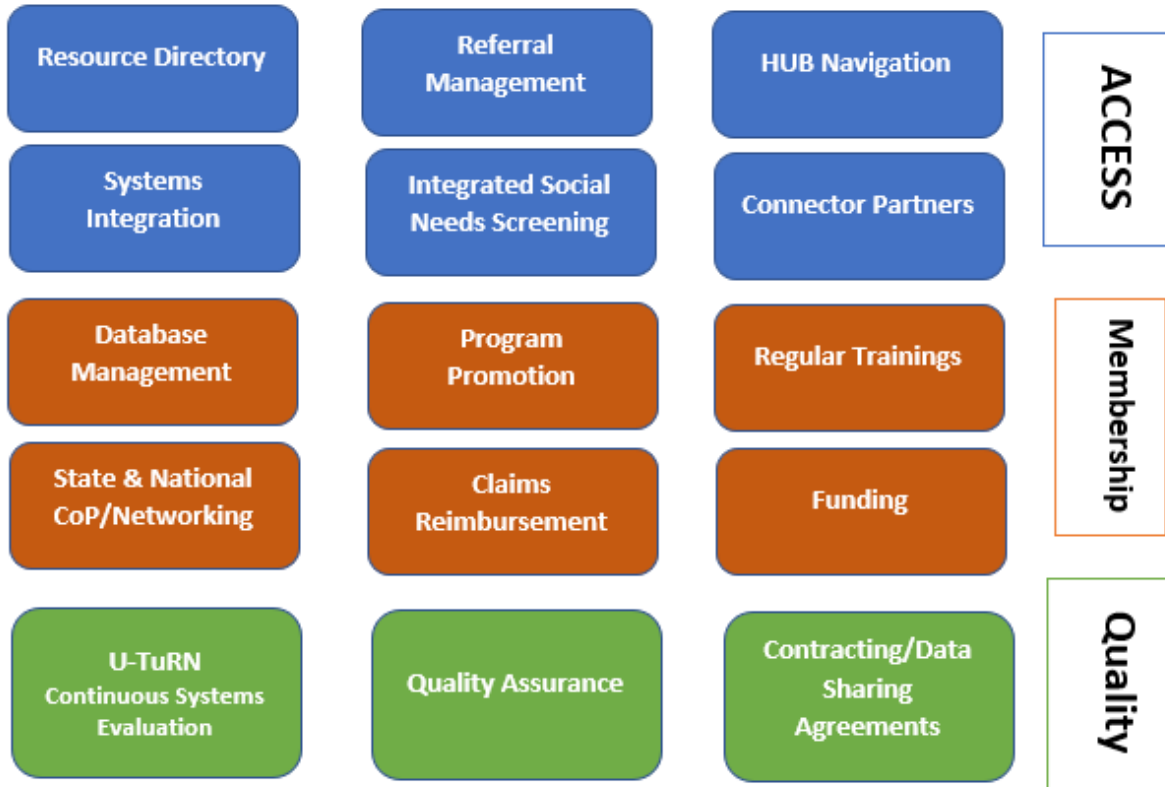 Resource Directory
Referral
Management
HUB Navigation
ACCESS
Systems
Integration
Integrated Social
Needs Screening
Connector Partners
Database
Management
Program
Promotion
Regular Trainings
Membership
State & National
CoP/Networking
Claims
Reimbursement
Funding
U-TuRN
Continuous Systems
Evaluation
Quality Assurance
Contracting/Data
Sharing
Agreements
Quality